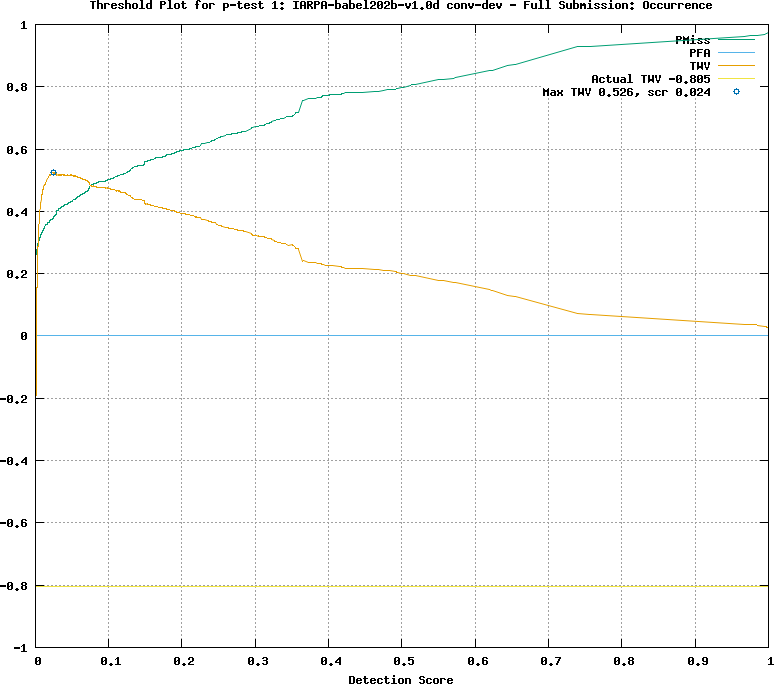 Threshold Plot for p-test 1: IARPA-babel202b-v1.0d conv-dev - Full Submission: Occurrence
1
PMiss
PFA
TWV
Actual TWV -0.805
0.8
Max TWV 0.526, scr 0.024
0.6
0.4
0.2
0
-0.2
-0.4
-0.6
-0.8
-1
0 0.1 0.2 0.3 0.4 0.5 0.6 0.7 0.8 0.9 1
Detection Score